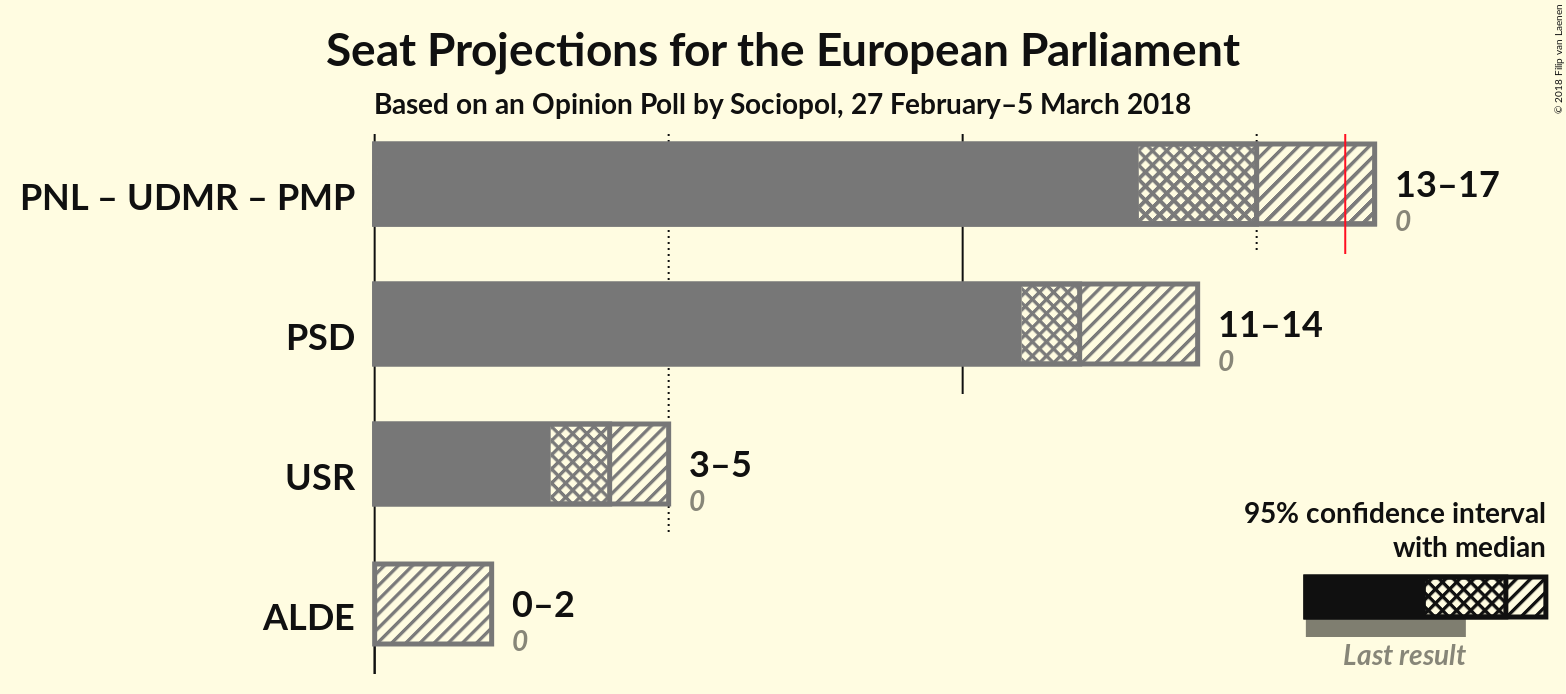 Seat Projections for the European Parliament
Based on an Opinion Poll by Sociopol, 27 February–5 March 2018
© 2018 Filip van Laenen
PNL – UDMR – PMP
13–17
0
PSD
11–14
0
USR
3–5
0
ALDE
0–2
0
95% confidence interval
with median
Last result